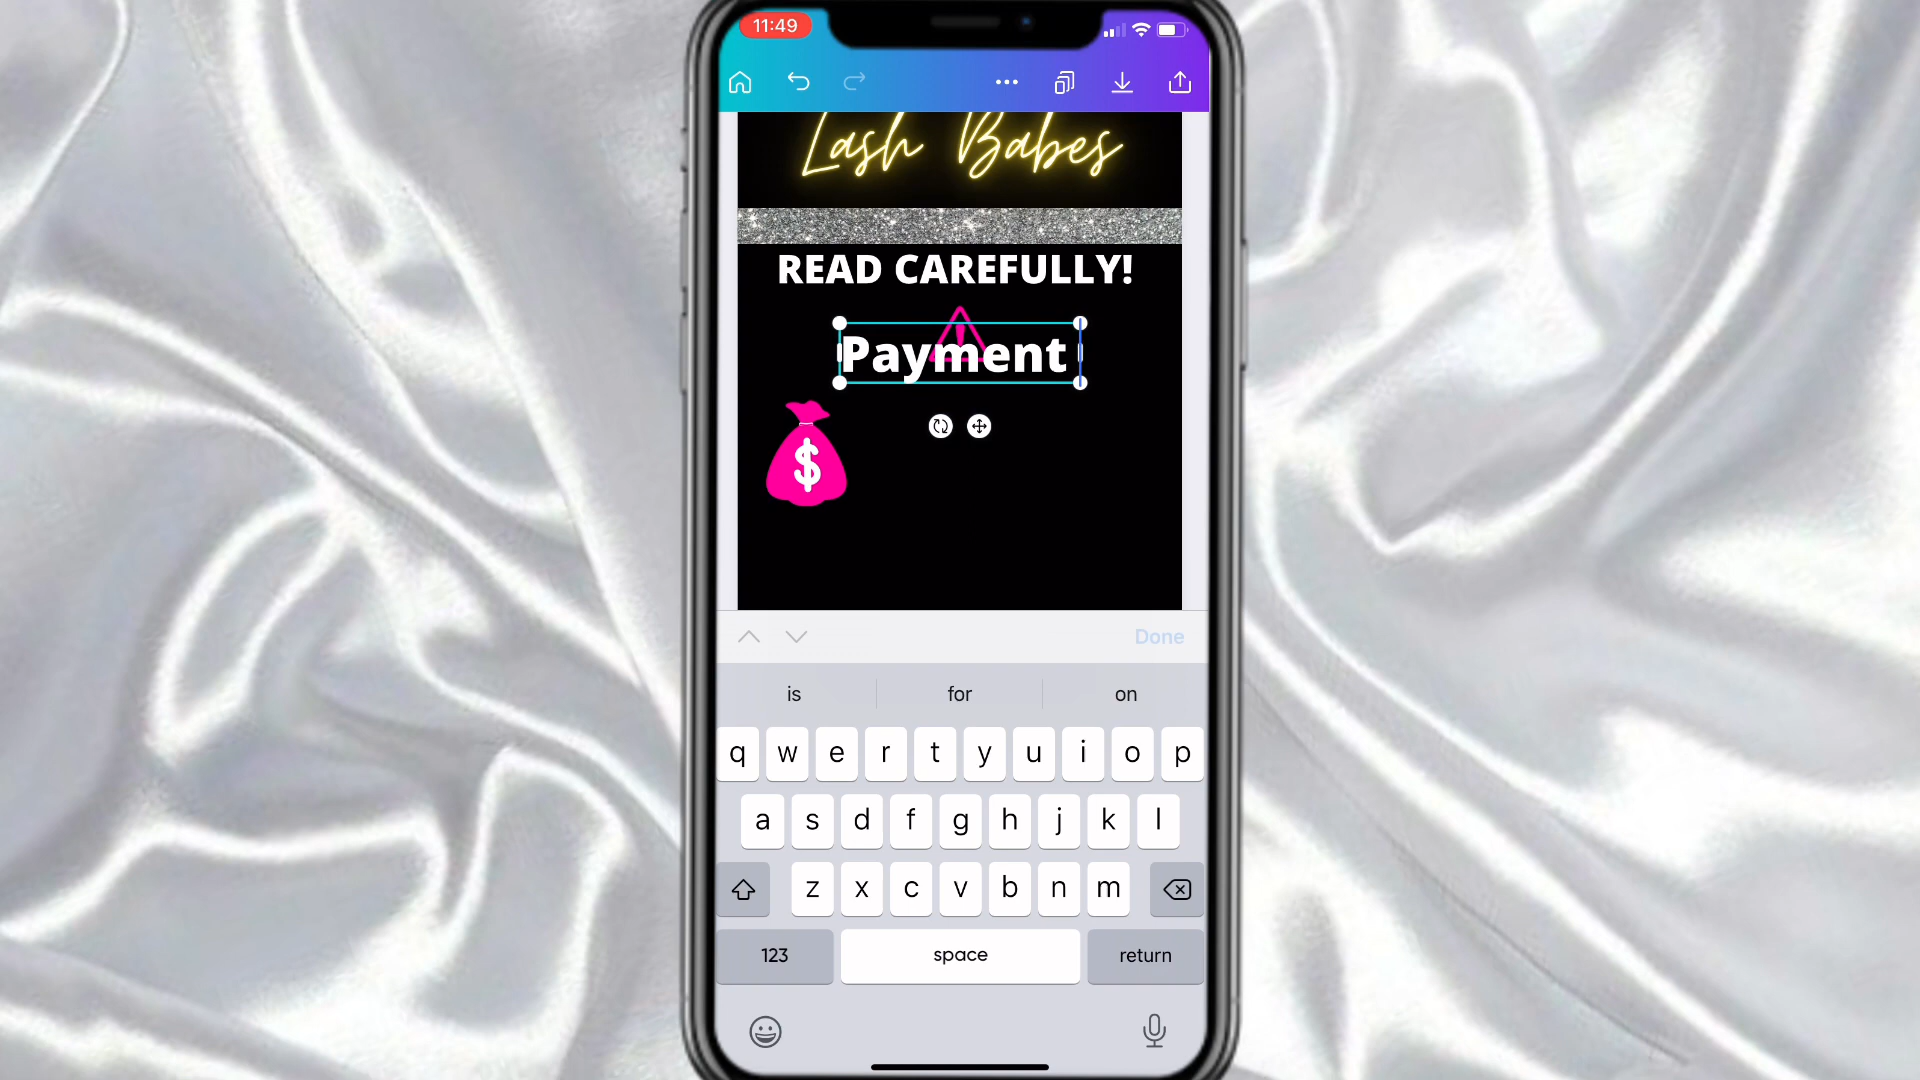 11:49
Lash Babes
READ CAREFULLY!
Payment
$
Done
is for on
q w e r t y u i o p
a s d f g h j k l
z x c v b n m
123 space return